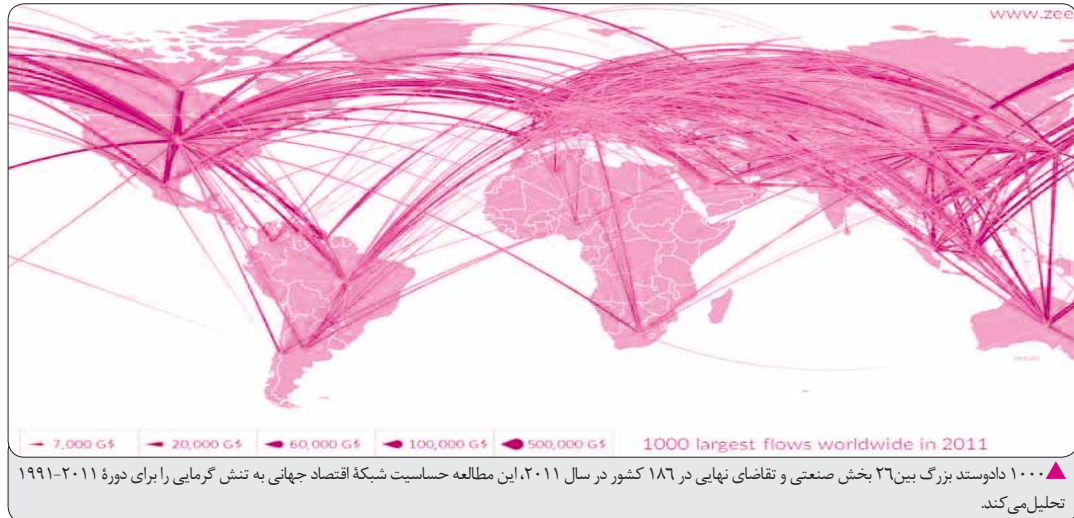 www.zee
7,000 G$ 20,000 G$ 60,000 G$ 100,000 G$ 500,000 G$ 1000 largest flows worldwide in 2011
۱۰۰۰ دادوستد بزرگ بین۲٦ بخش صنعتی و تقاضای نهایی در ۱۸٦ کشور در سال ۲۰۱۱، این مطالعه حساسیت شبکهٔ اقتصاد جهانی به تنش گرمایی را برای دورهٔ ۲۰۱۱-۱۹۹۱
تحلیل‌می‌کند.